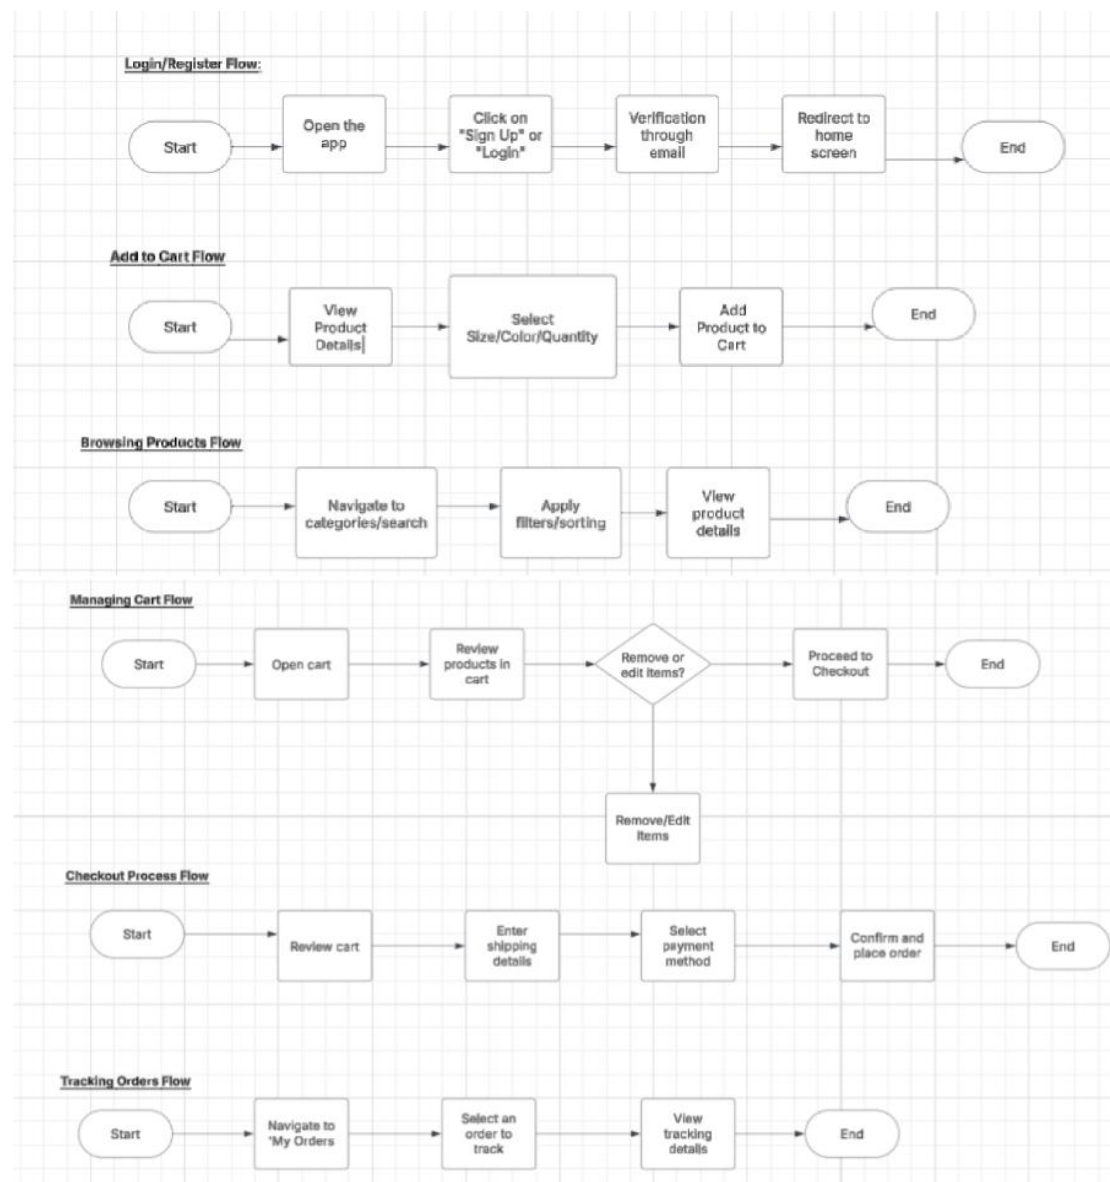 Login/Register Flow:
Start
Open the
app
Click on
"Sign Up" or
"Login"
Verification
through
email
Redirect to
home
screen
End
Add to Cart Flow
Start
View
Product
Details
Select
Size/Color/Quantity
Add
Product to
Cart
End
Browsing Products Flow
Start
Navigate to
categories/search
Apply
filters/sorting
View
product
details
End
Managing Cart Flow
Start
Open cart
Review
products in
cart
Remove or
edit items?
Proceed to
Checkout
End
Remove/Edit
Items
Checkout Process Flow
Start
Review cart
Enter
shipping
details
Select
payment
method
Confirm and
place order
End
Tracking Orders Flow
Start
Navigate to
'My Orders
Select an
order to
track
View
tracking
details
End